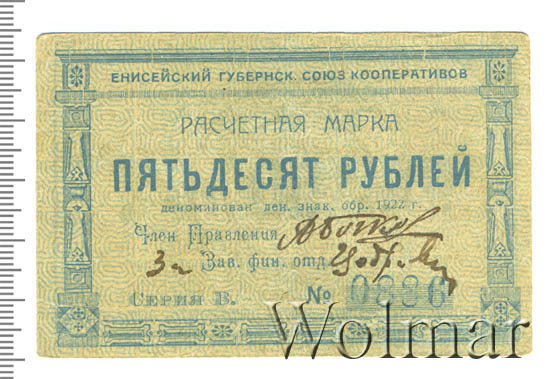 ЕНИСЕЙСКИЙ ГУБЕРНСК. СОЮЗ КООПЕРАТИВОВ
РАСЧЕТНАЯ МАРКА
ПЯТЬДЕСЯТ РУБЛЕЙ
деноминован. ден. знак. обр. 1922 г.
Член Правления
За Зав. фин. отд.
Серия В. № 0336
Wolmar